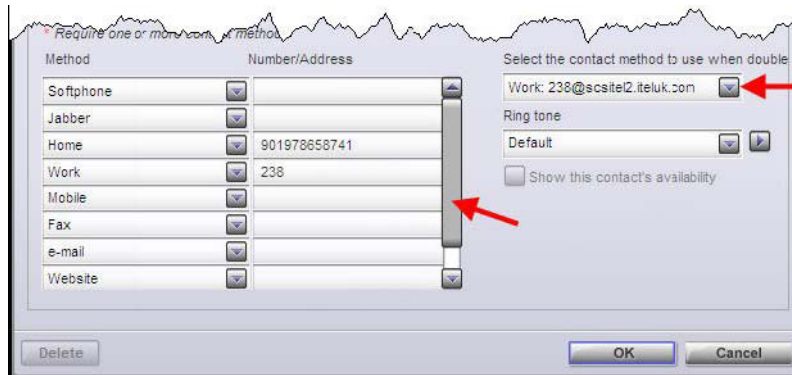 * Require one or more contact method
Method
Number/Address
Softphone
Jabber
Home 901978658741
Work 238
Mobile
Fax
e-mail
Website
Select the contact method to use when double
Work: 238@scsitel2.iteluk.com
Ring tone
Default
Show this contact's availability
Delete
OK
Cancel